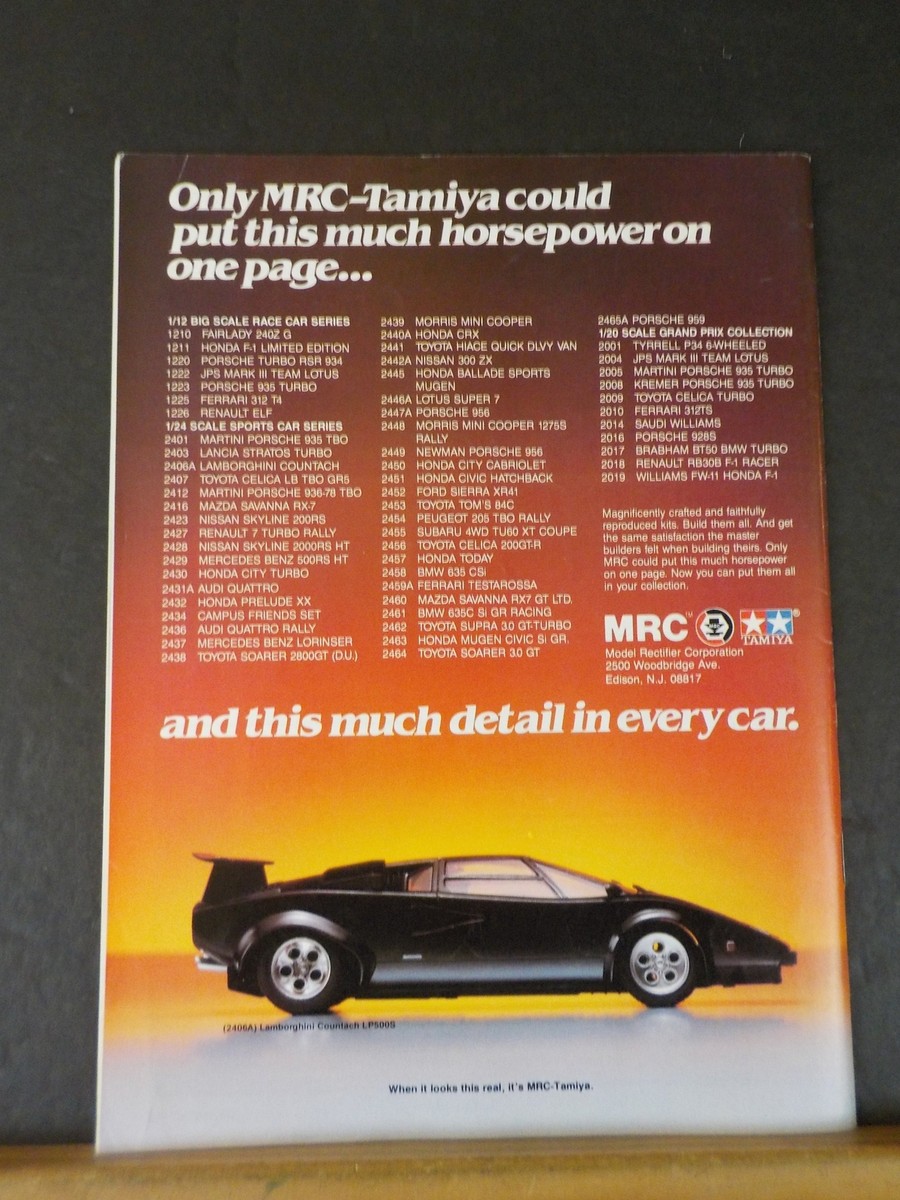 Only MRC-Tamiya could
put this much horsepower on
one page...
1/12 BIG SCALE RACE CAR SERIES
1210 FAIRLADY 240Z G
1211 HONDA F-1 LIMITED EDITION
1220 PORSCHE TURBO RSR 934
1222 JPS MARK III TEAM LOTUS
1223 PORSCHE 935 TURBO
1225 FERRARI 312 T4
1226 RENAULT ELF
1/24 SCALE SPORTS CAR SERIES
2401 MARTINI PORSCHE 935 TBO
2403 LANCIA STRATOS TURBO
2406A LAMBORGHINI COUNTACH
2407 TOYOTA CELICA LB TBO GR5
2412 MARTINI PORSCHE 936-78 TBO
2416 MAZDA SAVANNA RX-7
2423 NISSAN SKYLINE 200RS
2427 RENAULT 7 TURBO RALLY
2428 NISSAN SKYLINE 2000RS HT
2429 MERCEDES BENZ 500RS HT
2430 HONDA CITY TURBO
2431A AUDI QUATTRO
2432 HONDA PRELUDE XX
2434 CAMPUS FRIENDS SET
2436 AUDI QUATTRO RALLY
2437 MERCEDES BENZ LORINSER
2438 TOYOTA SOARER 2800GT (D.U.)
2439 MORRIS MINI COOPER
2440A HONDA CRX
2441 TOYOTA HIACE QUICK DLVY VAN
2442A NISSAN 300 ZX
2445 HONDA BALLADE SPORTS
MUGEN
2446A LOTUS SUPER 7
2447A PORSCHE 956
2448 MORRIS MINI COOPER 1275S
RALLY
2449 NEWMAN PORSCHE 956
2450 HONDA CITY CABRIOLET
2451 HONDA CIVIC HATCHBACK
2452 FORD SIERRA XR41
2453 TOYOTA TOM'S 84C
2454 PEUGEOT 205 TBO RALLY
2455 SUBARU 4WD TU60 XT COUPE
2456 TOYOTA CELICA 200GT-R
2457 HONDA TODAY
2458 BMW 635 CSi
2459A FERRARI TESTAROSSA
2460 MAZDA SAVANNA RX7 GT LTD.
2461 BMW 635C Si GR RACING
2462 TOYOTA SUPRA 3.0 GT-TURBO
2463 HONDA MUGEN CIVIC Si GR.
2464 TOYOTA SOARER 3.0 GT
2465A PORSCHE 959
1/20 SCALE GRAND PRIX COLLECTION
2001 TYRRELL P34 6-WHEELED
2004 JPS MARK III TEAM LOTUS
2005 MARTINI PORSCHE 935 TURBO
2008 KREMER PORSCHE 935 TURBO
2009 TOYOTA CELICA TURBO
2010 FERRARI 312TS
2014 SAUDI WILLIAMS
2016 PORSCHE 928S
2017 BRABHAM BT50 BMW TURBO
2018 RENAULT RB30B F-1 RACER
2019 WILLIAMS FW-11 HONDA F-1
Magnificently crafted and faithfully
reproduced kits. Build them all. And get
the same satisfaction the master
builders felt when building theirs. Only
MRC could put this much horsepower
on one page. Now you can put them all
in your collection.
MRC™ TAMIYA®
Model Rectifier Corporation
2500 Woodbridge Ave.
Edison, N.J. 08817
and this much detail in every car.
(2406A) Lamborghini Countach LP500S
When it looks this real, it's MRC-Tamiya.